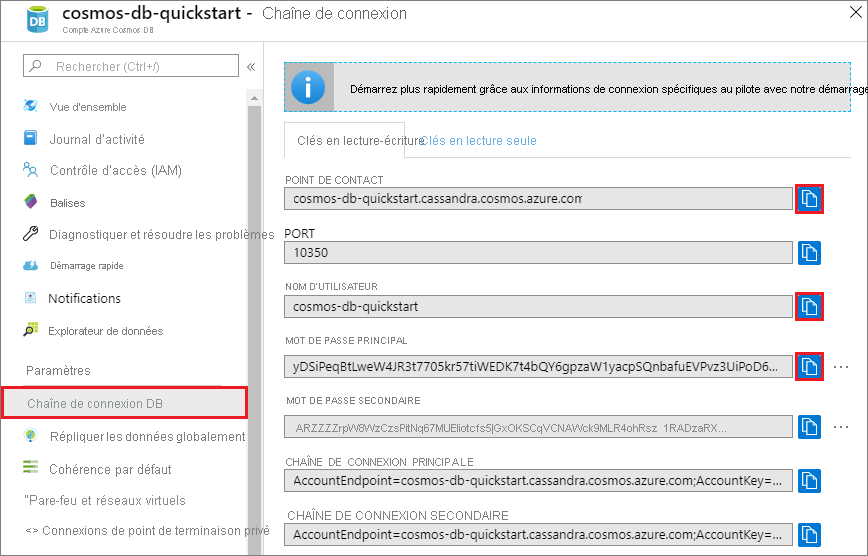 cosmos-db-quickstart - Chaîne de connexion
Compte Azure Cosmos DB
Rechercher (Ctrl+/)
Vue d'ensemble
Journal d'activité
Contrôle d'accès (IAM)
Balises
Diagnostiquer et résoudre les problèmes
Démarrage rapide
Notifications
Explorateur de données
Paramètres
Chaîne de connexion DB
Répliquer les données globalement
Cohérence par défaut
"Pare-feu et réseaux virtuels
<> Connexions de point de terminaison privé
Démarrez plus rapidement grâce aux informations de connexion spécifiques au pilote avec notre démarrage
Clés en lecture-écriture
Clés en lecture seule
POINT DE CONTACT
cosmos-db-quickstart.cassandra.cosmos.azure.com
PORT
10350
NOM D'UTILISATEUR
cosmos-db-quickstart
MOT DE PASSE PRINCIPAL
yDSiPeqBtLweW4JR3t7705kr57tiWEDK7t4bQY6gpzaW1yacpSQnbafuEVPvz3UiPoD6...
MOT DE PASSE SECONDAIRE
ARZZZZrpW8WzCzsPitNq67MUEliotcfs5|GxOKSCqVCNAWck9MLR4ohRsz 1RADzaRX...
CHAÎNE DE CONNEXION PRINCIPALE
AccountEndpoint=cosmos-db-quickstart.cassandra.cosmos.azure.com;AccountKey=...
CHAÎNE DE CONNEXION SECONDAIRE
AccountEndpoint=cosmos-db-quickstart.cassandra.cosmos.azure.com;AccountKey=...